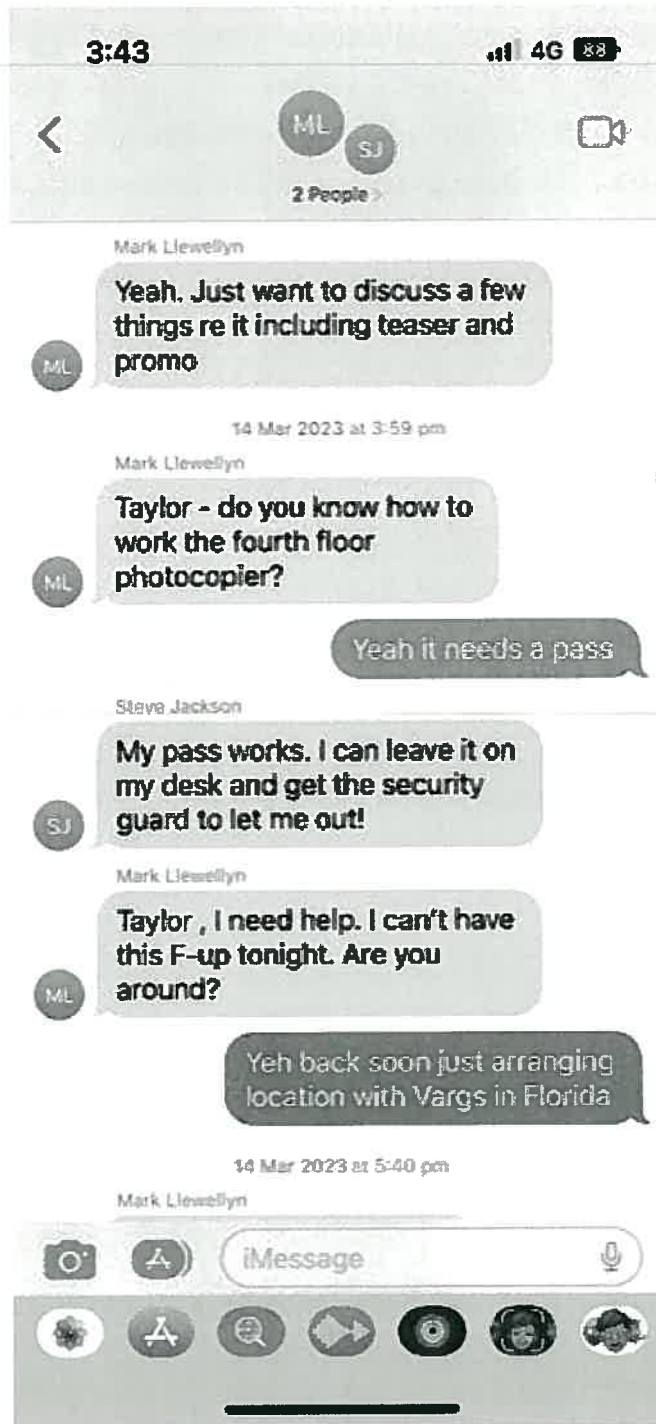 3:43
4G 88
ML
SJ
2 People >
Mark Llewellyn
Yeah. Just want to discuss a few
things re it including teaser and
promo
ML
14 Mar 2023 at 3:59 pm
Mark Llewellyn
Taylor - do you know how to
work the fourth floor
photocopier?
ML
Yeah it needs a pass
Steve Jackson
My pass works. I can leave it on
my desk and get the security
guard to let me out!
SJ
Mark Llewellyn
Taylor , I need help. I can't have
this F-up tonight. Are you
around?
ML
Yeh back soon just arranging
location with Vargs in Florida
14 Mar 2023 at 5:40 pm
Mark Llewellyn
iMessage